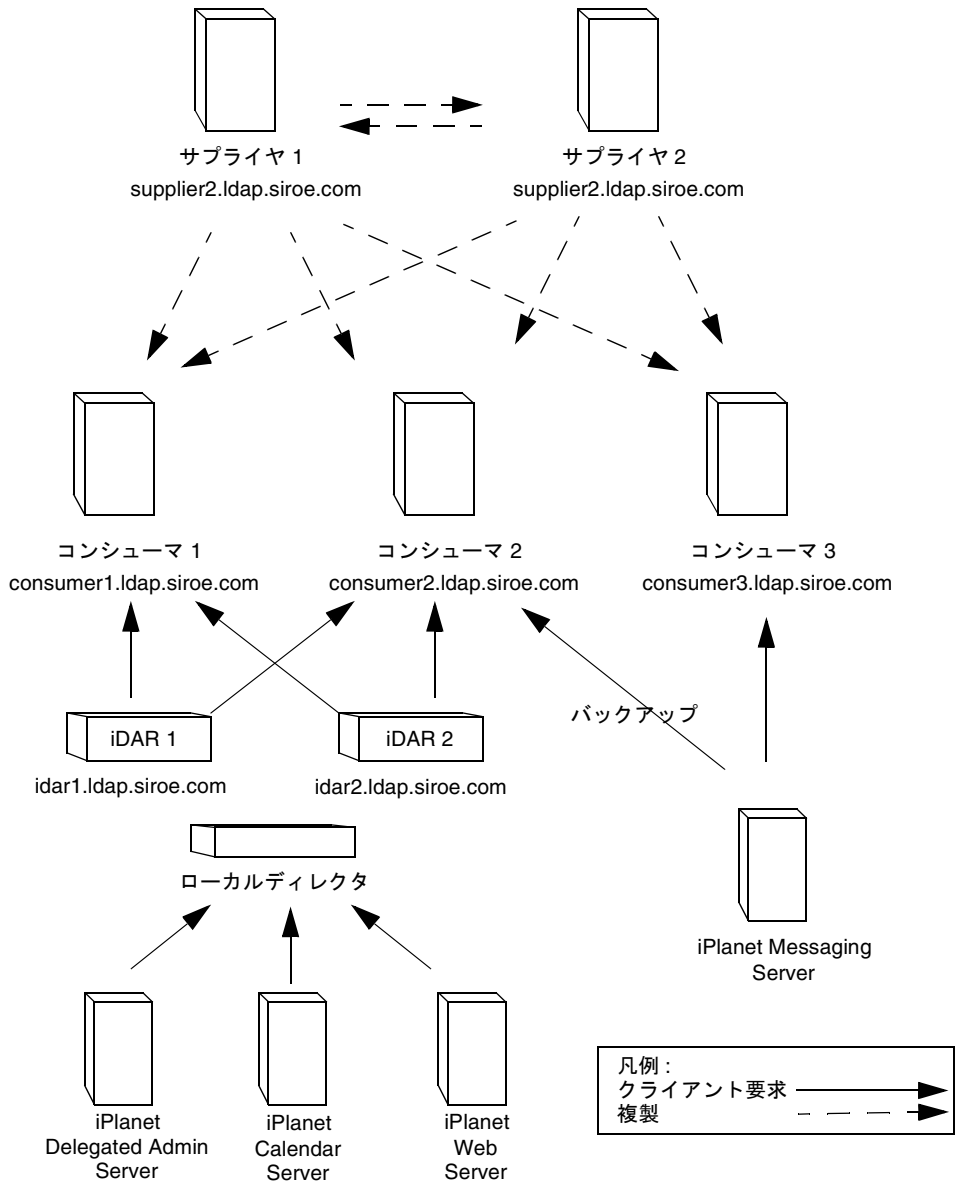 サプライヤ 1
supplier2.ldap.siroe.com
サプライヤ 2
supplier2.ldap.siroe.com
コンシューマ 1
consumer1.ldap.siroe.com
コンシューマ 2
consumer2.ldap.siroe.com
コンシューマ 3
consumer3.ldap.siroe.com
バックアップ
iDAR 1
idar1.ldap.siroe.com
iDAR 2
idar2.ldap.siroe.com
ローカルディレクタ
iPlanet Messaging
Server
iPlanet
Delegated Admin
Server
iPlanet
Calendar
Server
iPlanet
Web
Server
凡例 :
クライアント要求
複製